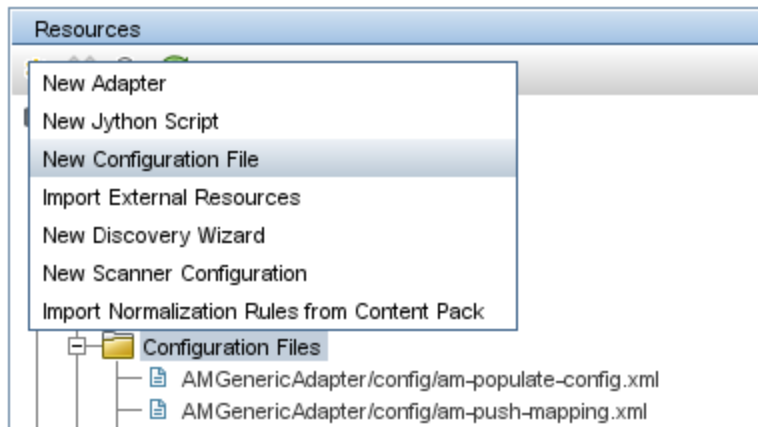 Resources
New Adapter
New Jython Script
New Configuration File
Import External Resources
New Discovery Wizard
New Scanner Configuration
Import Normalization Rules from Content Pack
Configuration Files
AMGenericAdapter/config/am-populate-config.xml
AMGenericAdapter/config/am-push-mapping.xml